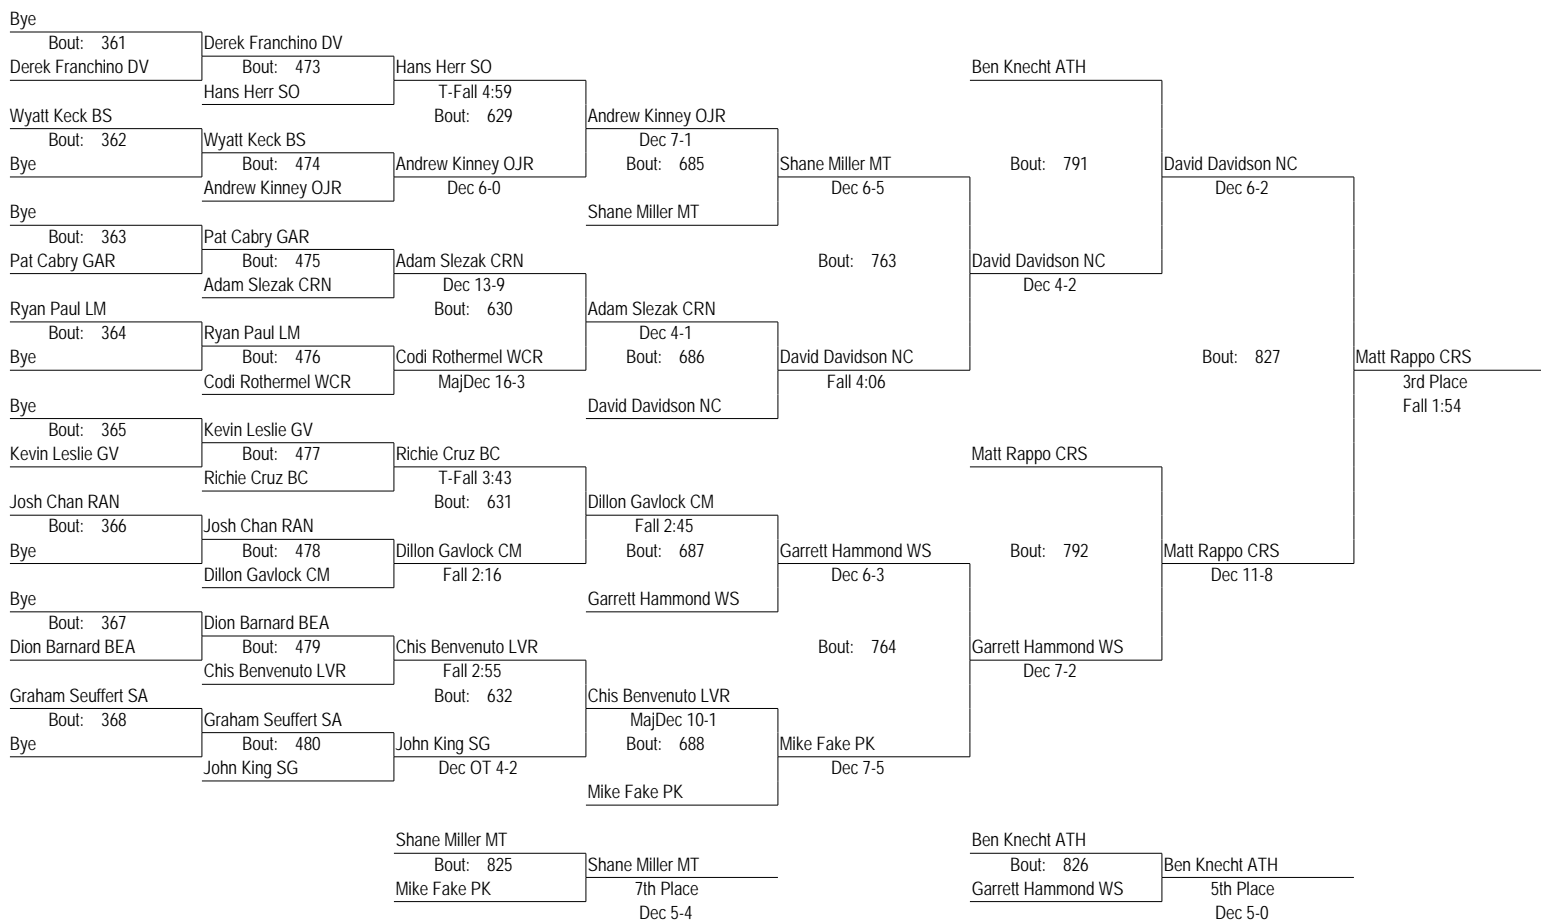 Bye
Bout: 361
Derek Franchino DV
Derek Franchino DV
Bout: 473
Hans Herr SO
Hans Herr SO
T-Fall 4:59
Bout: 629
Wyatt Keck BS
Bout: 362
Bye
Wyatt Keck BS
Bout: 474
Andrew Kinney OJR
Andrew Kinney OJR
Dec 6-0
Andrew Kinney OJR
Dec 7-1
Bout: 685
Shane Miller MT
Shane Miller MT
Dec 6-5
Bye
Bout: 363
Pat Cabry GAR
Pat Cabry GAR
Bout: 475
Adam Slezak CRN
Adam Slezak CRN
Dec 13-9
Bout: 630
Ryan Paul LM
Bout: 364
Bye
Ryan Paul LM
Bout: 476
Codi Rothermel WCR
Codi Rothermel WCR
MajDec 16-3
Adam Slezak CRN
Dec 4-1
Bout: 686
David Davidson NC
David Davidson NC
Fall 4:06
Bout: 763
David Davidson NC
Dec 4-2
Ben Knecht ATH
Bout: 791
David Davidson NC
Dec 6-2
Bye
Bout: 365
Kevin Leslie GV
Kevin Leslie GV
Bout: 477
Richie Cruz BC
Richie Cruz BC
T-Fall 3:43
Bout: 631
Josh Chan RAN
Bout: 366
Bye
Josh Chan RAN
Bout: 478
Dillon Gavlock CM
Dillon Gavlock CM
Fall 2:16
Dillon Gavlock CM
Fall 2:45
Bout: 687
Garrett Hammond WS
Garrett Hammond WS
Dec 6-3
Bye
Bout: 367
Dion Barnard BEA
Dion Barnard BEA
Bout: 479
Chis Benvenuto LVR
Chis Benvenuto LVR
Fall 2:55
Bout: 632
Graham Seuffert SA
Bout: 368
Bye
Graham Seuffert SA
Bout: 480
John King SG
John King SG
Dec OT 4-2
Chis Benvenuto LVR
MajDec 10-1
Bout: 688
Mike Fake PK
Mike Fake PK
Dec 7-5
Bout: 764
Garrett Hammond WS
Dec 7-2
Matt Rappo CRS
Bout: 792
Matt Rappo CRS
Dec 11-8
Bout: 827
Matt Rappo CRS
3rd Place
Fall 1:54
Shane Miller MT
Bout: 825
Mike Fake PK
Shane Miller MT
7th Place
Dec 5-4
Ben Knecht ATH
Bout: 826
Garrett Hammond WS
Ben Knecht ATH
5th Place
Dec 5-0